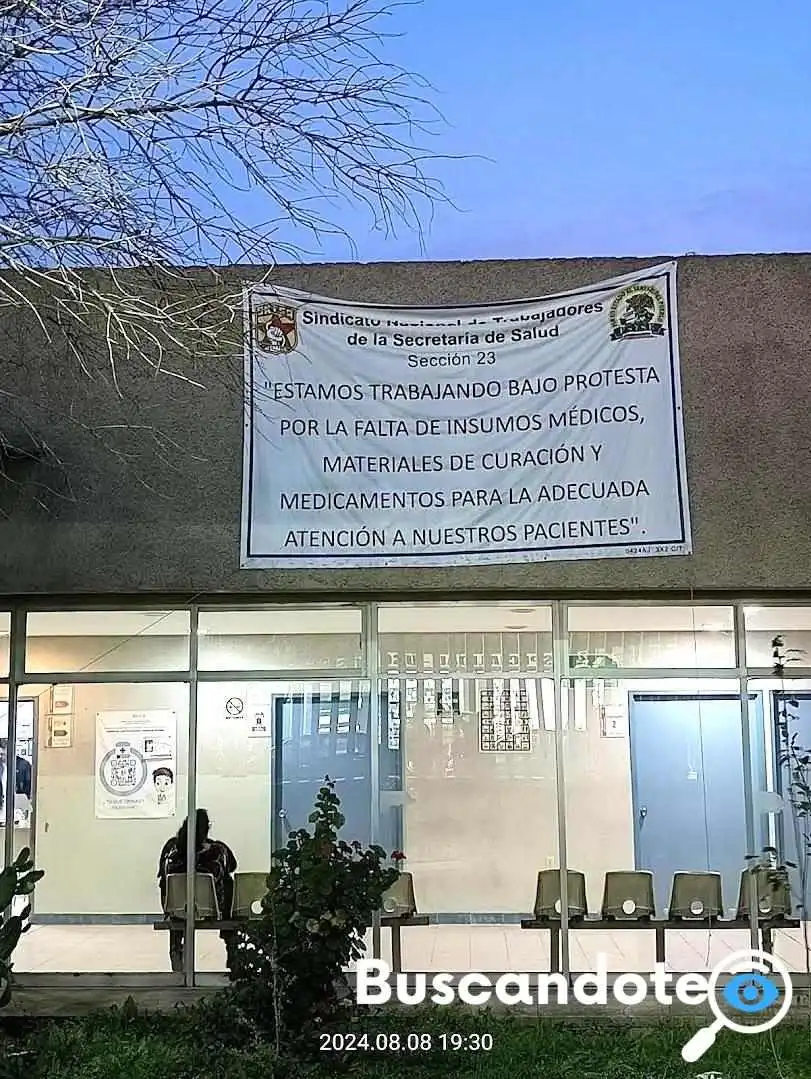 Sindicato Nacional de Trabajadores
de la Secretaría de Salud
Sección 23
"ESTAMOS TRABAJANDO BAJO PROTESTA
POR LA FALTA DE INSUMOS MÉDICOS,
MATERIALES DE CURACIÓN Y
MEDICAMENTOS PARA LA ADECUADA
ATENCIÓN A NUESTROS PACIENTES".
2
Buscandote
2024.08.08 19:30